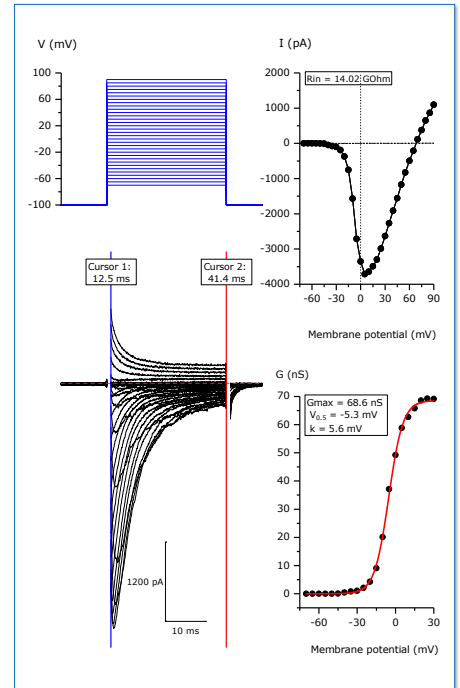 V (mV)
100
60
20
-20
-60
-100
I (pA)
2000
1000
0
-1000
-2000
-3000
-4000
Rin = 14.02 GOhm
-60
-30
0
30
60
90
Membrane potential (mV)
Cursor 1:
12.5 ms
Cursor 2:
41.4 ms
1200 pA
10 ms
G (nS)
70
60
50
40
30
20
10
0
Gmax = 68.6 nS
V0.5 = -5.3 mV
k = 5.6 mV
-60
-30
0
30
Membrane potential (mV)